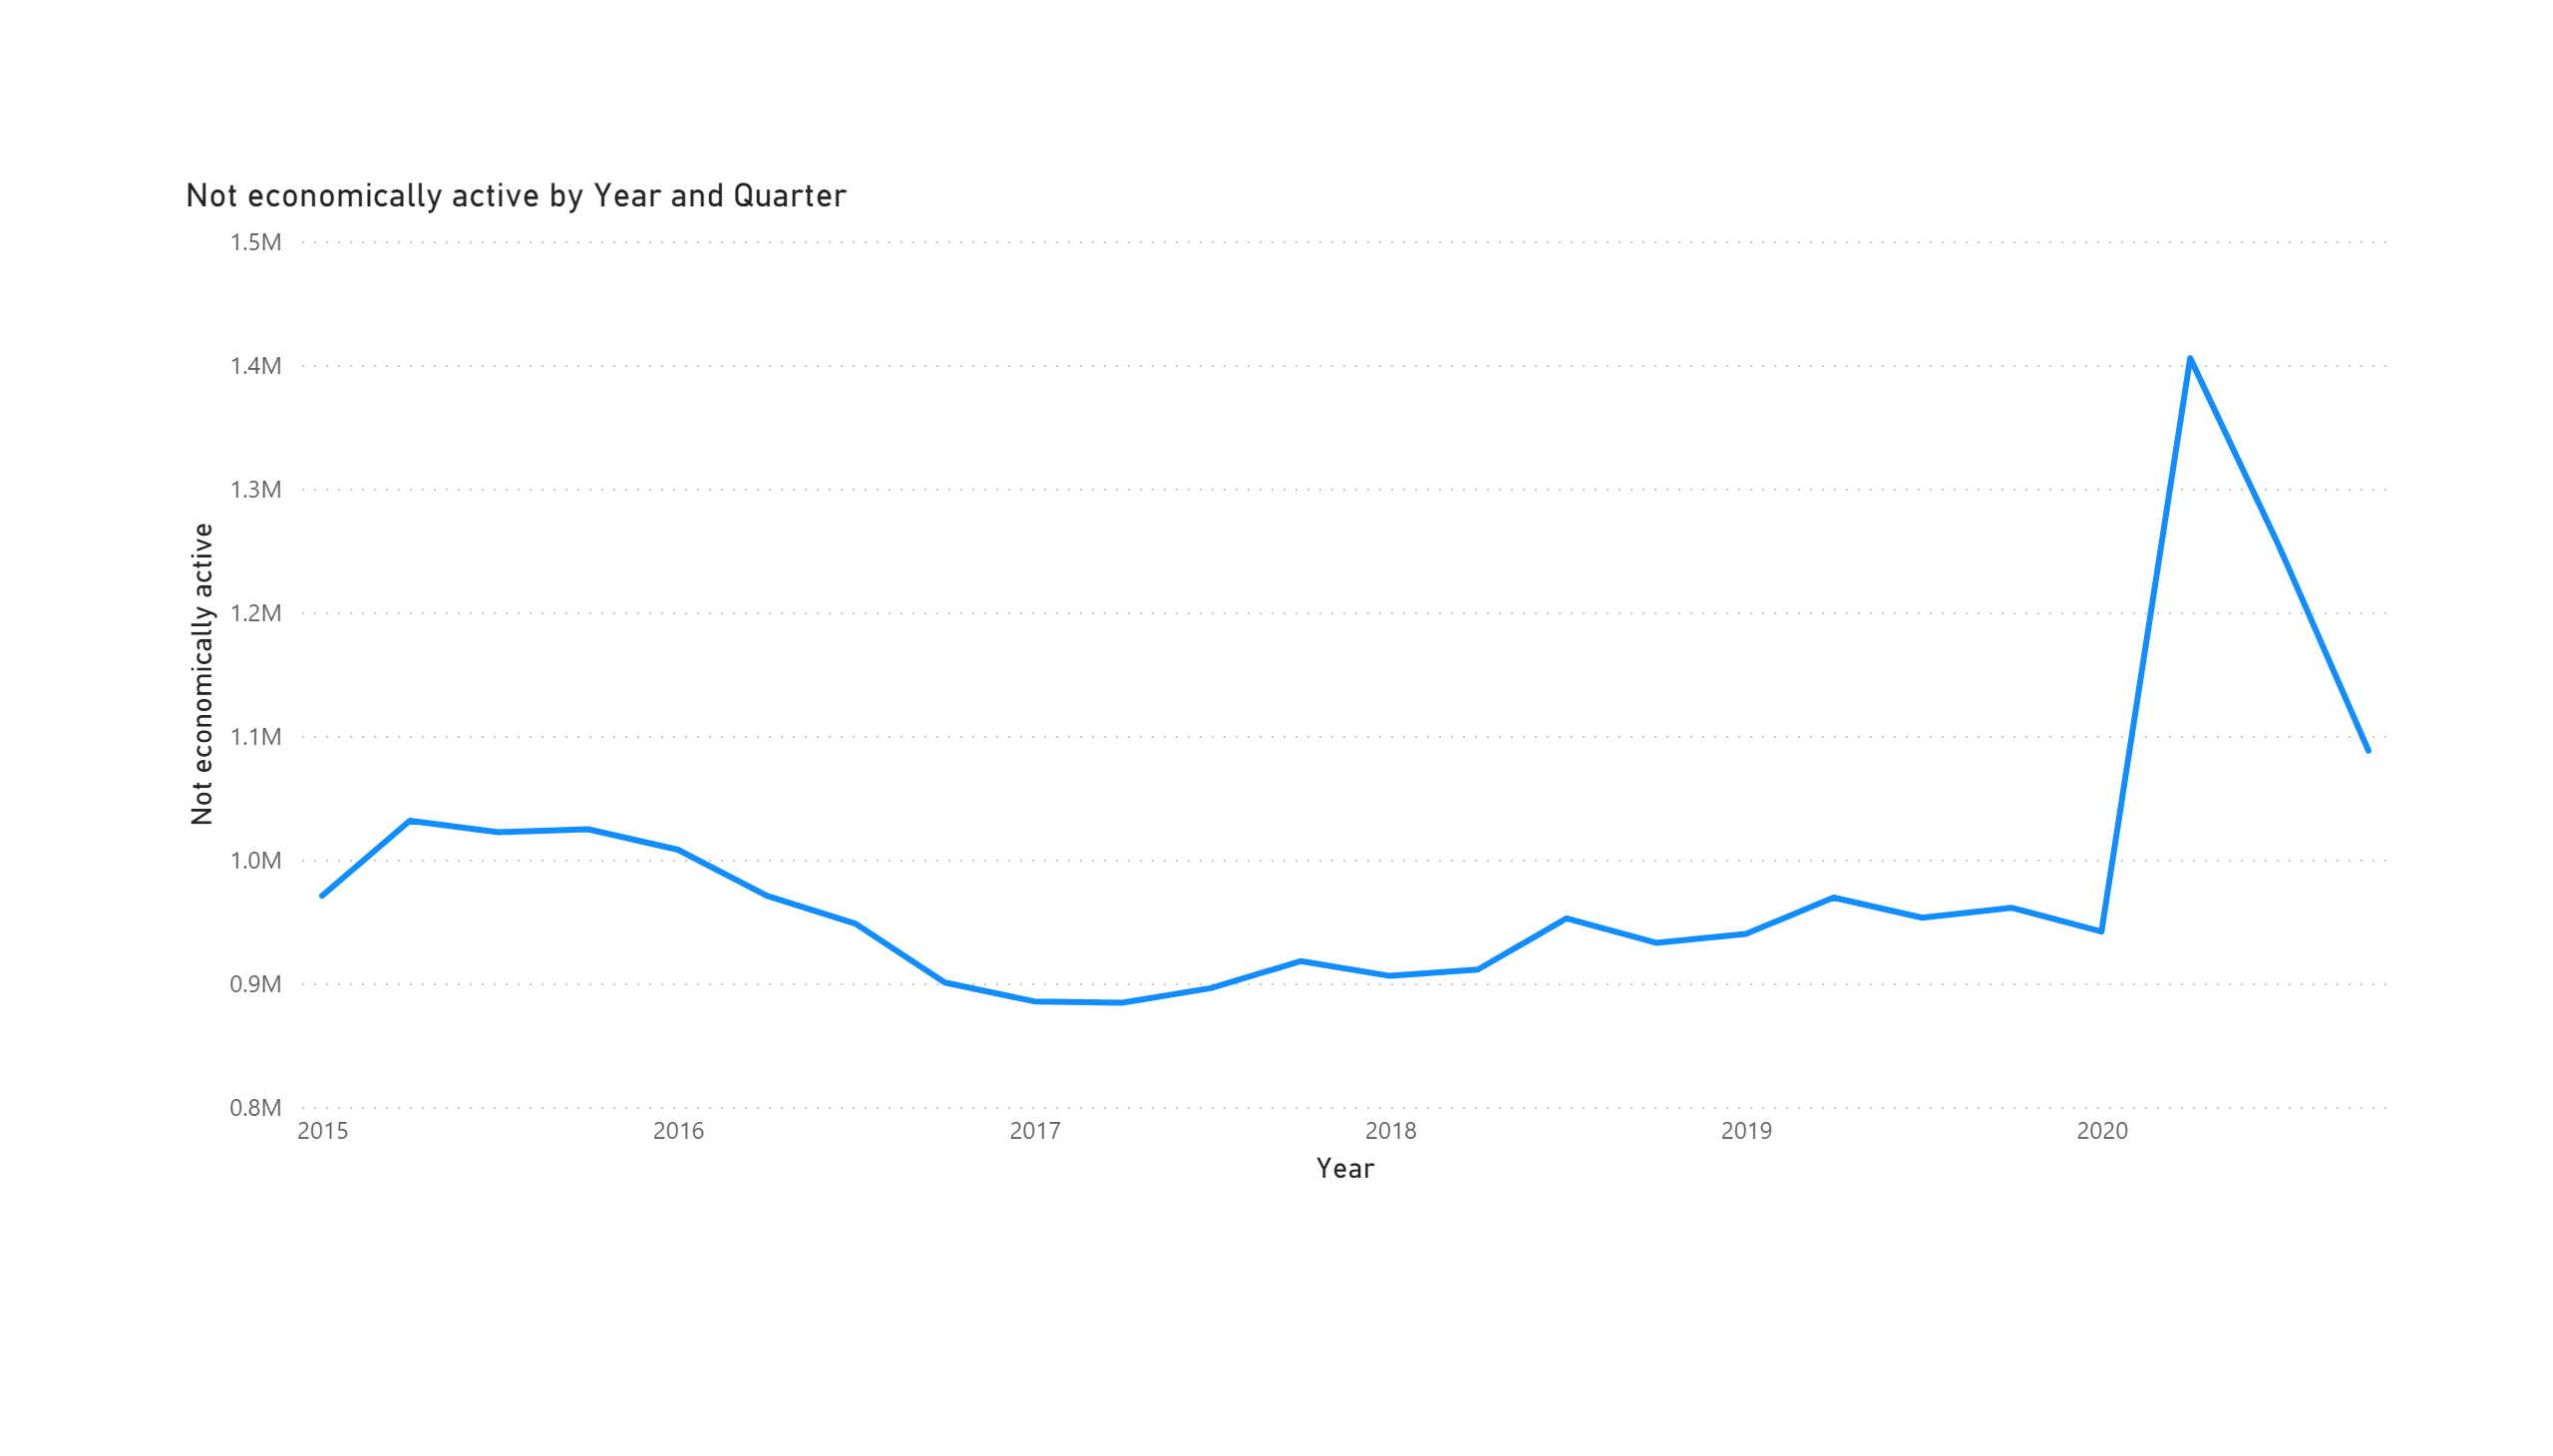 Not economically active by Year and Quarter
1.5M
1.4M
1.3M
1.2M
1.1M
1.0M
0.9M
0.8M
Not economically active
2015 2016 2017 2018 2019 2020
Year